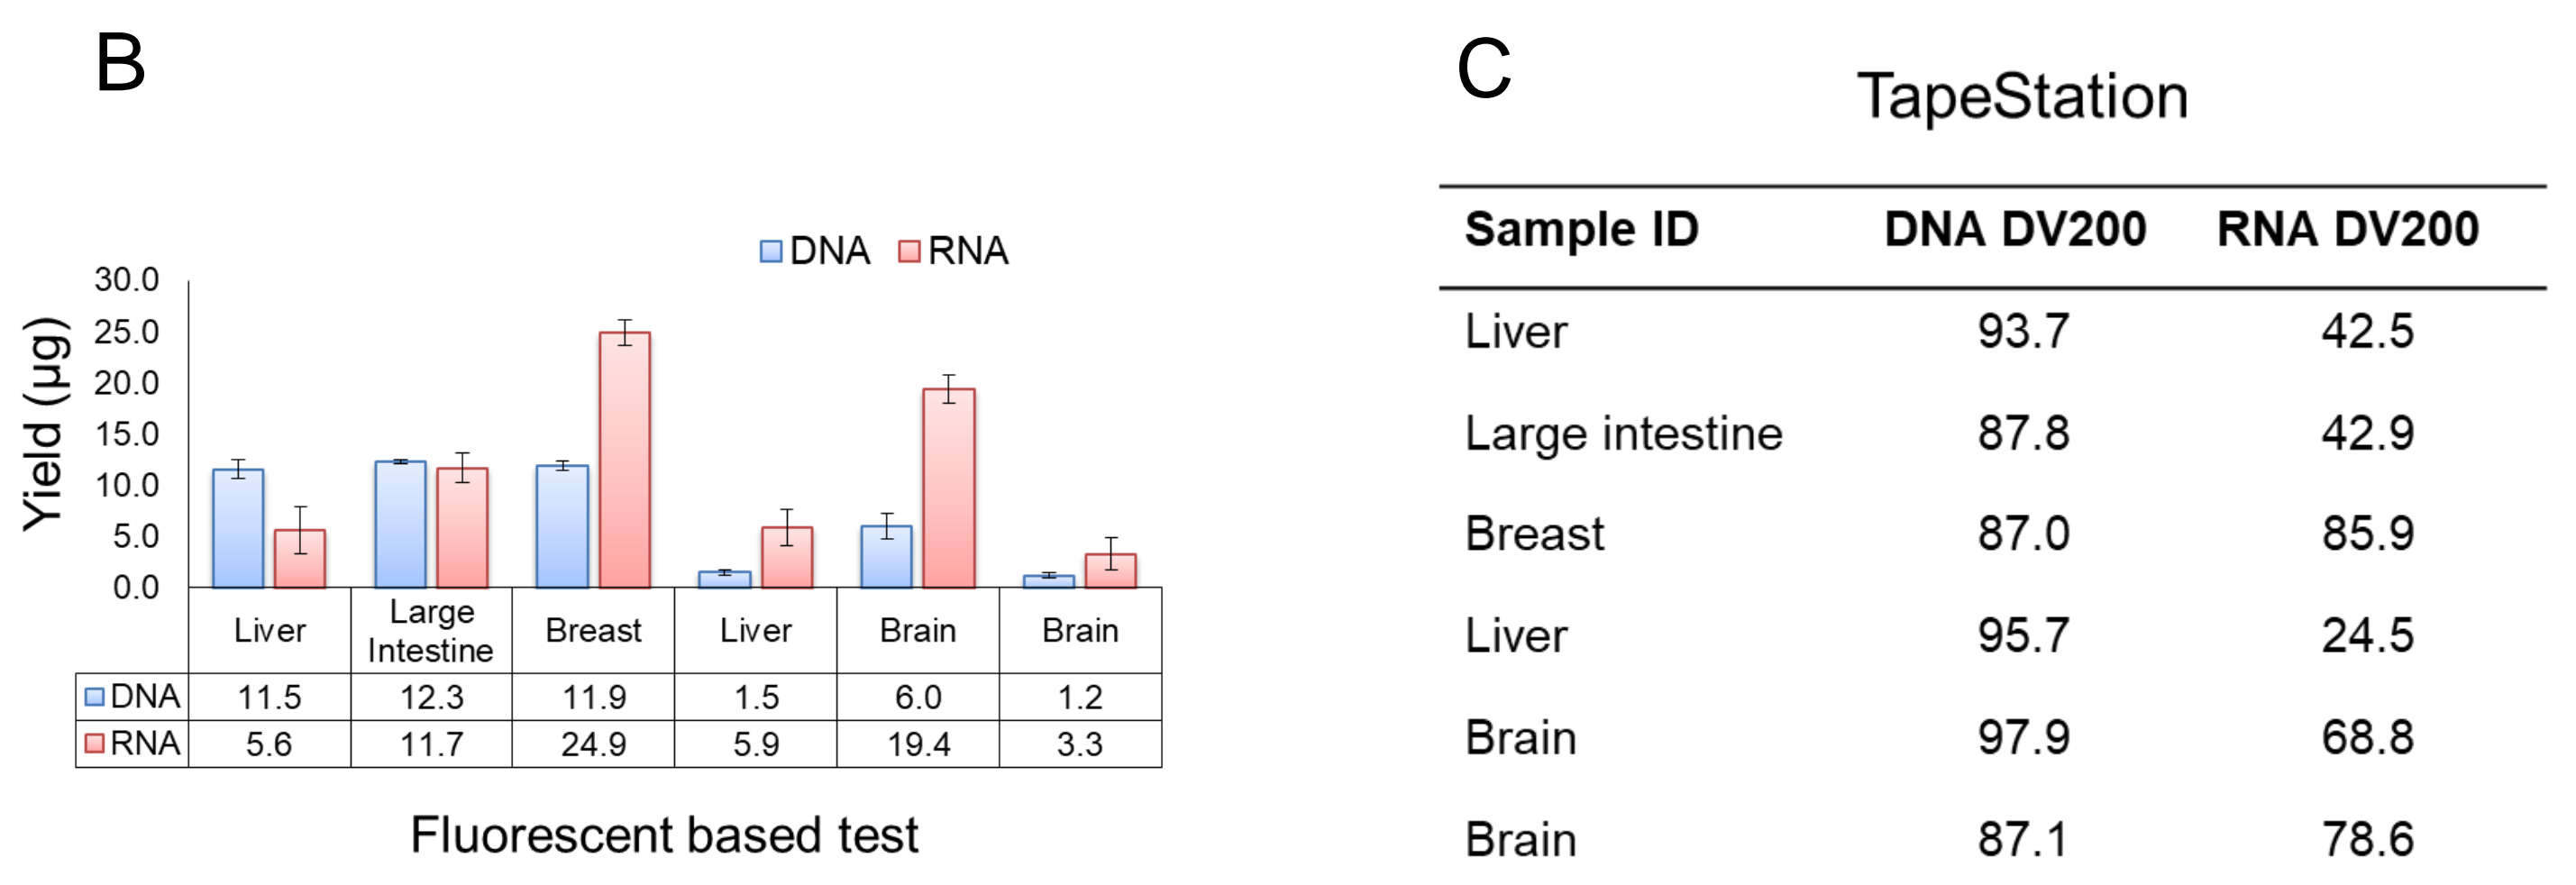 B
DNA RNA
30.0
25.0
20.0
15.0
10.0
5.0
0.0
Yield (µg)
Liver Large Intestine Breast Liver Brain Brain
DNA 11.5 12.3 11.9 1.5 6.0 1.2
RNA 5.6 11.7 24.9 5.9 19.4 3.3
Fluorescent based test
C
TapeStation
Sample ID DNA DV200 RNA DV200
Liver 93.7 42.5
Large intestine 87.8 42.9
Breast 87.0 85.9
Liver 95.7 24.5
Brain 97.9 68.8
Brain 87.1 78.6